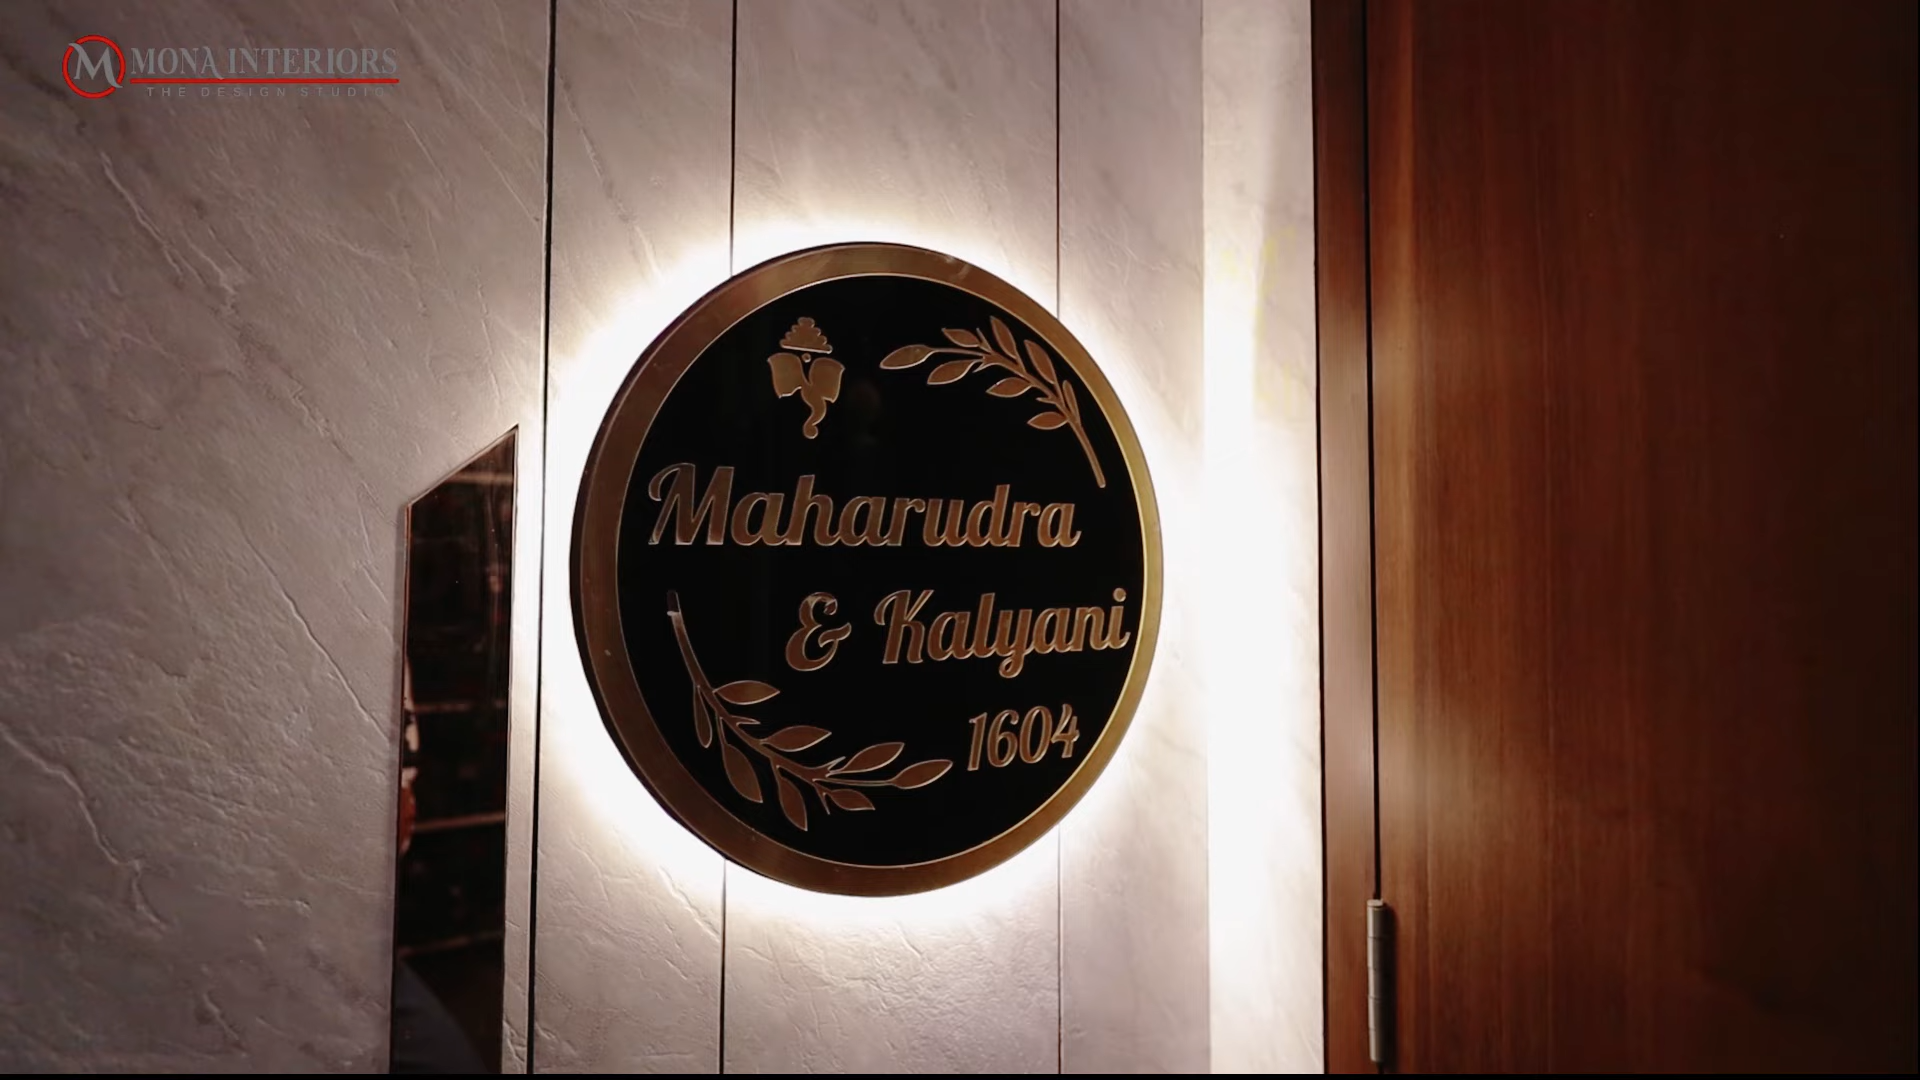 MONA INTERIORS
THE DESIGN STUDIO
Maharudra
& Kalyani
1604